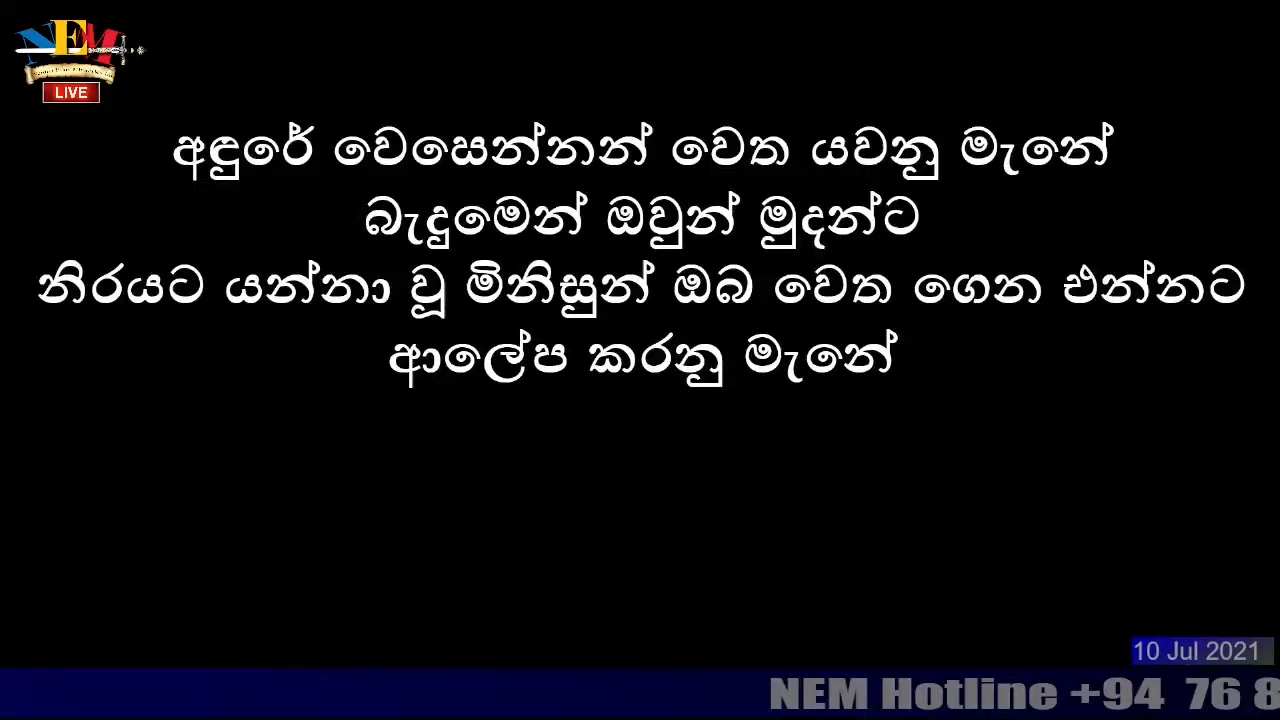 NEM
LIVE
අඳුරේ වෙසෙන්නන් වෙත යවනු මැනේ
බැදුමෙන් ඔවුන් මුදන්ට
නිරයට යන්නා වූ මිනිසුන් ඔබ වෙත ගෙන එන්නට
ආලේප කරනු මැනේ
10 Jul 2021
NEM Hotline +94 76 8